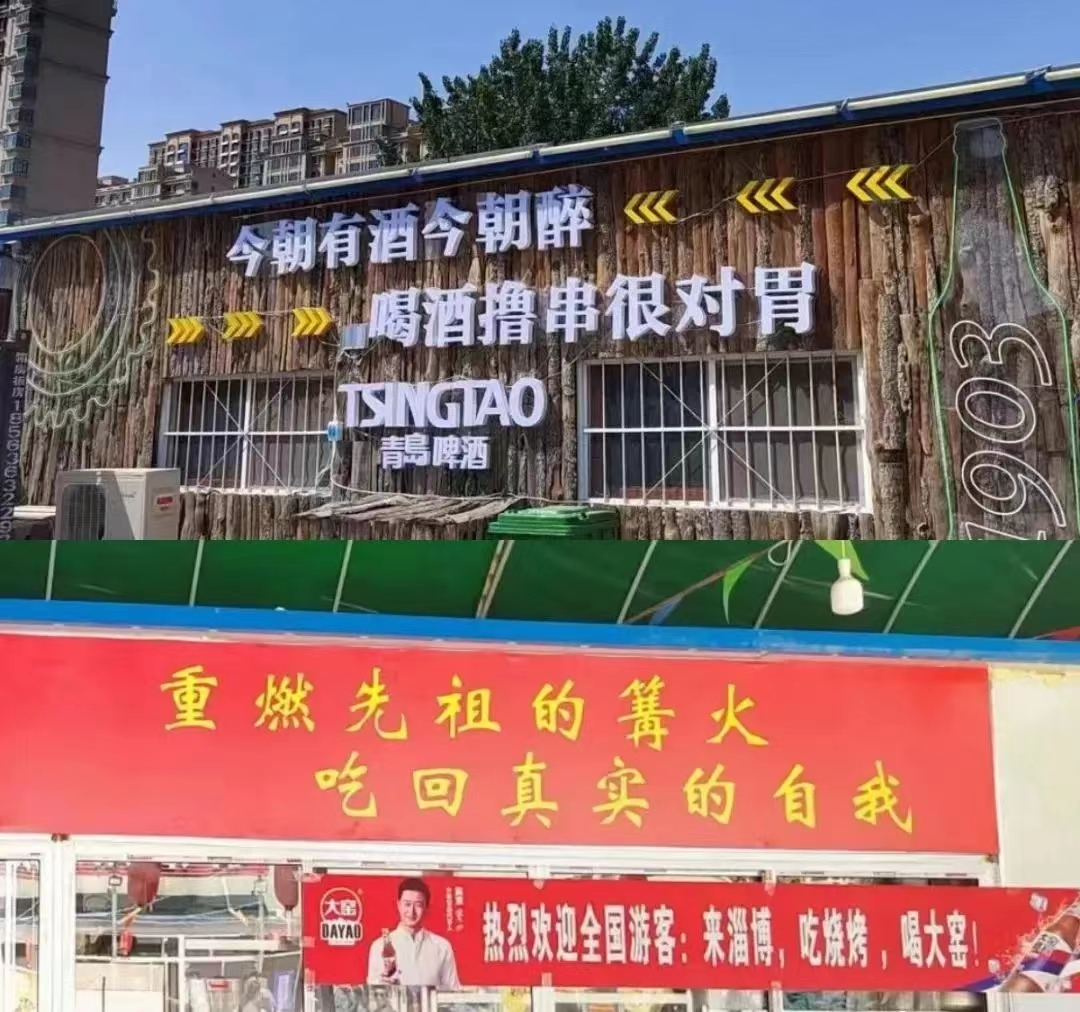 今朝有酒今朝醉
喝酒撸串很对胃
TSINGTAO
青島啤酒
1903
重燃先祖的篝火
吃回真实的自我
大窑
DAYAO
热烈欢迎全国游客：来淄博，吃烧烤，喝大窑！